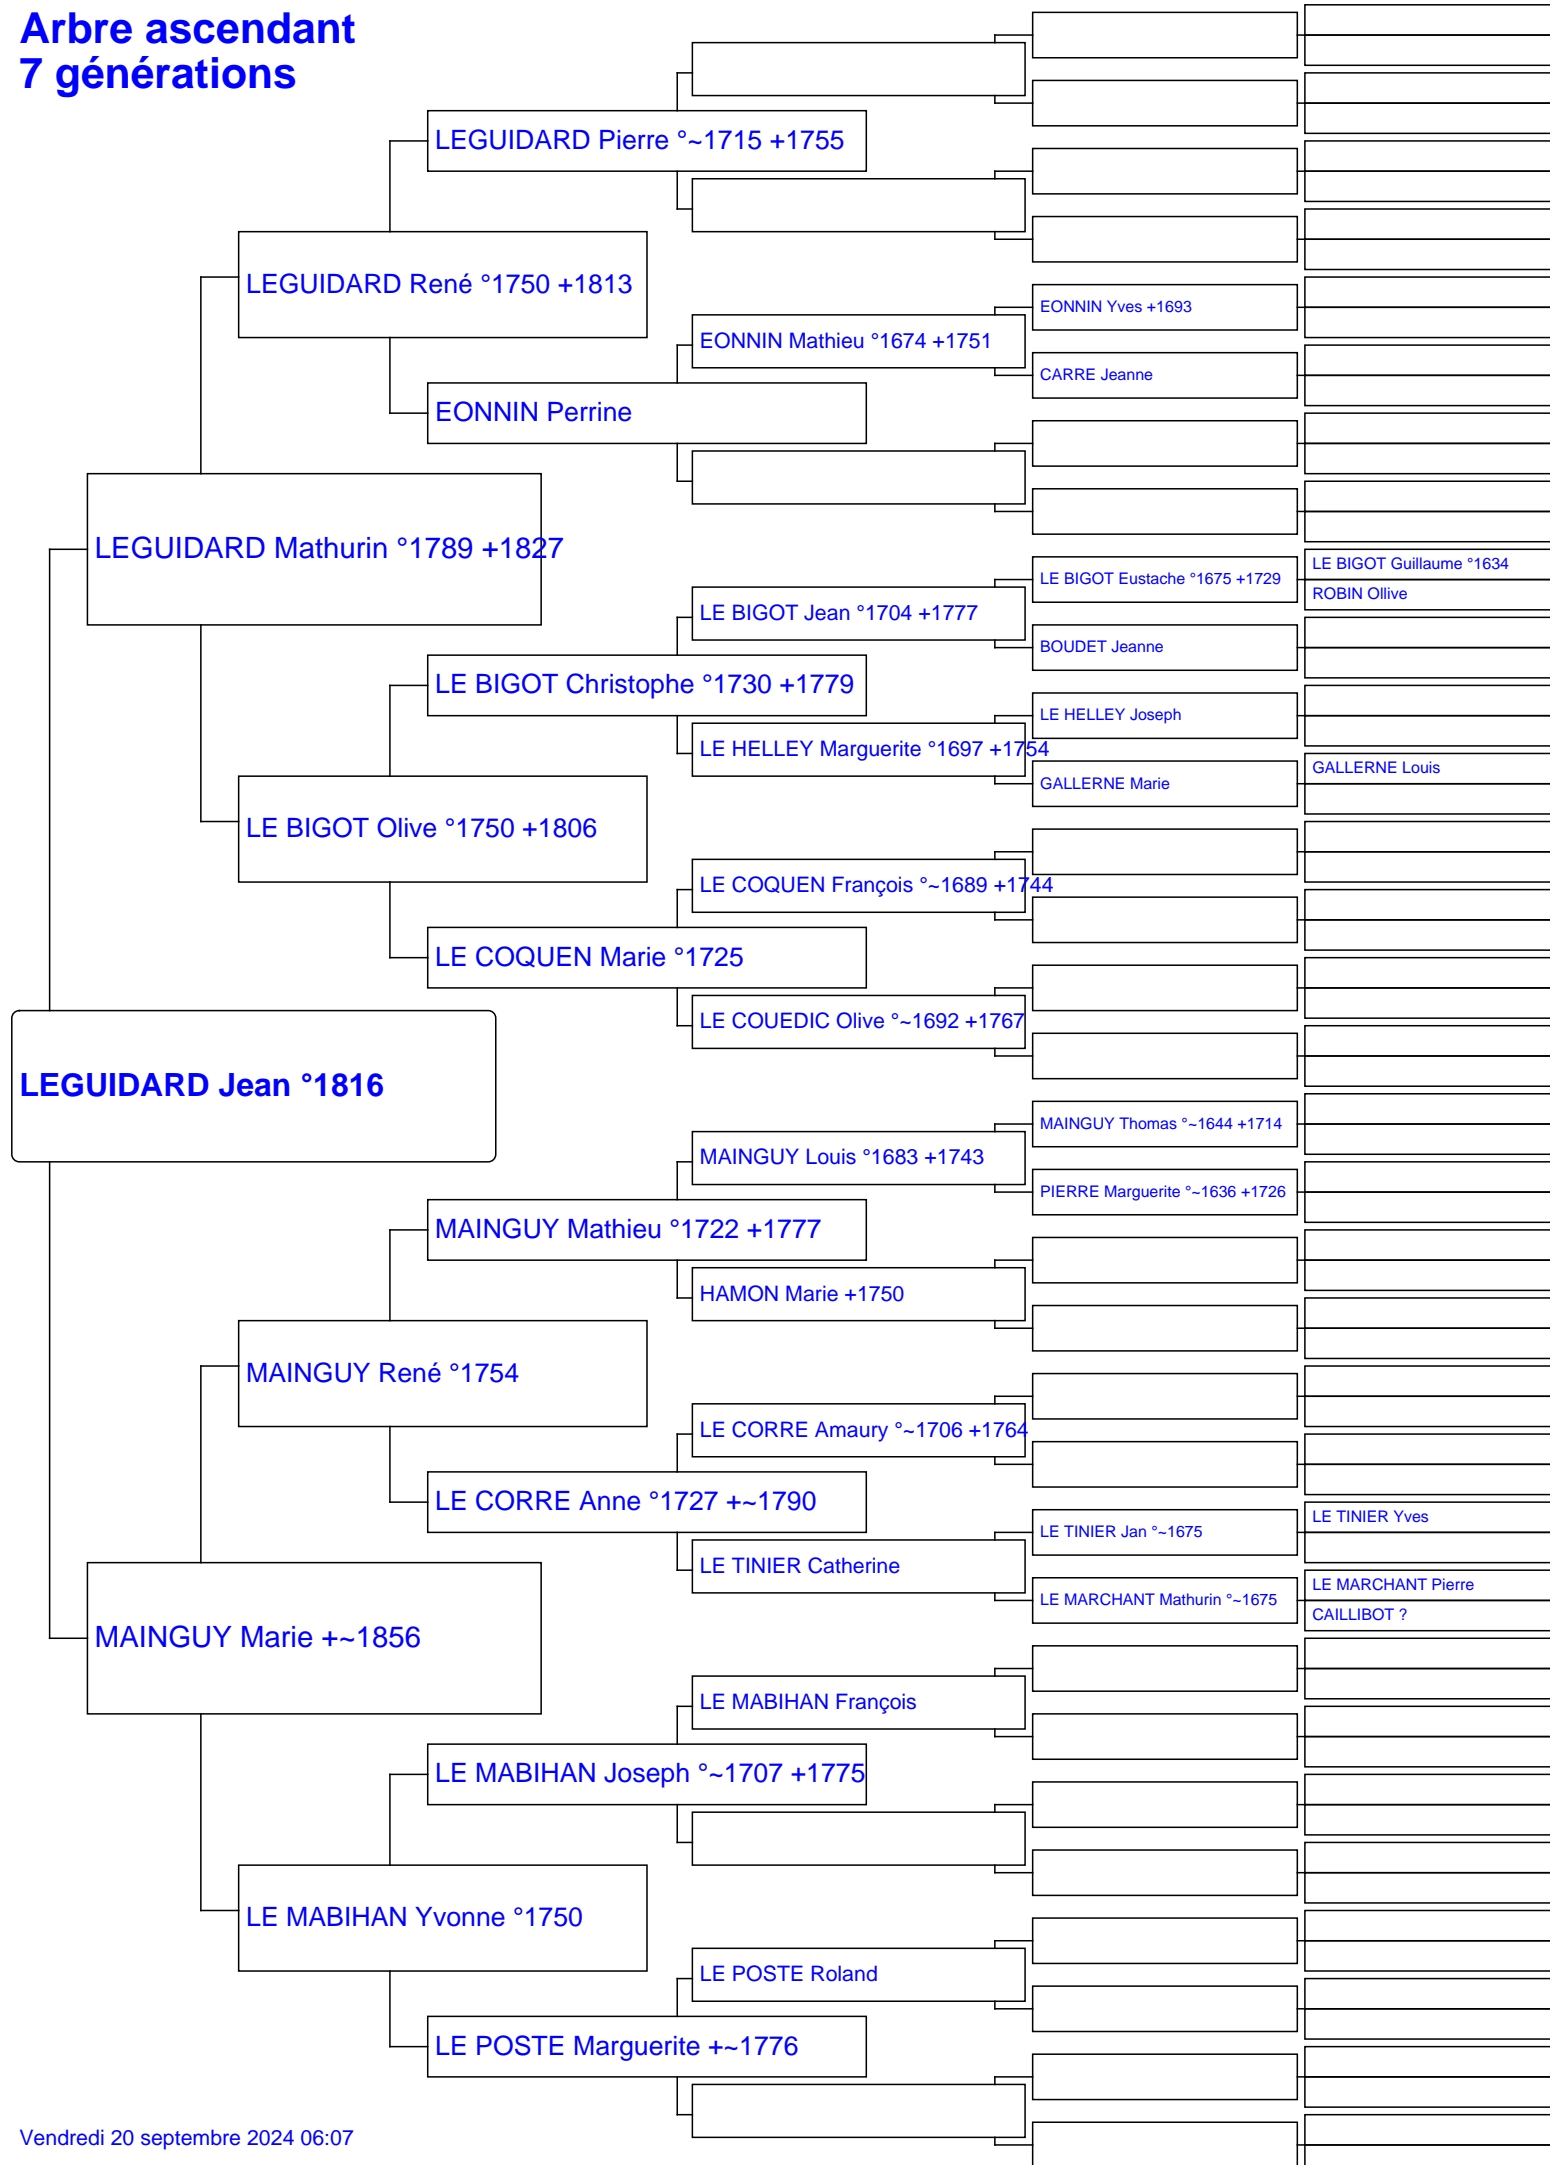 Arbre ascendant
7 générations
LEGUIDARD Pierre °~1715 +1755
LEGUIDARD René °1750 +1813
EONNIN Yves +1693
EONNIN Mathieu °1674 +1751
CARRE Jeanne
EONNIN Perrine
LEGUIDARD Mathurin °1789 +1827
LE BIGOT Guillaume °1634
LE BIGOT Eustache °1675 +1729
ROBIN Ollive
LE BIGOT Jean °1704 +1777
BOUDET Jeanne
LE BIGOT Christophe °1730 +1779
LE HELLEY Joseph
LE HELLEY Marguerite °1697 +1754
GALLERNE Louis
GALLERNE Marie
LE BIGOT Olive °1750 +1806
LE COQUEN François °~1689 +1744
LE COQUEN Marie °1725
LE COUEDIC Olive °~1692 +1767
LEGUIDARD Jean °1816
MAINGUY Thomas °~1644 +1714
MAINGUY Louis °1683 +1743
PIERRE Marguerite °~1636 +1726
MAINGUY Mathieu °1722 +1777
HAMON Marie +1750
MAINGUY René °1754
LE CORRE Amaury °~1706 +1764
LE CORRE Anne °1727 +~1790
LE TINIER Yves
LE TINIER Jan °~1675
LE TINIER Catherine
LE MARCHANT Pierre
LE MARCHANT Mathurin °~1675
CAILLIBOT ?
MAINGUY Marie +~1856
LE MABIHAN François
LE MABIHAN Joseph °~1707 +1775
LE MABIHAN Yvonne °1750
LE POSTE Roland
LE POSTE Marguerite +~1776
Vendredi 20 septembre 2024 06:07